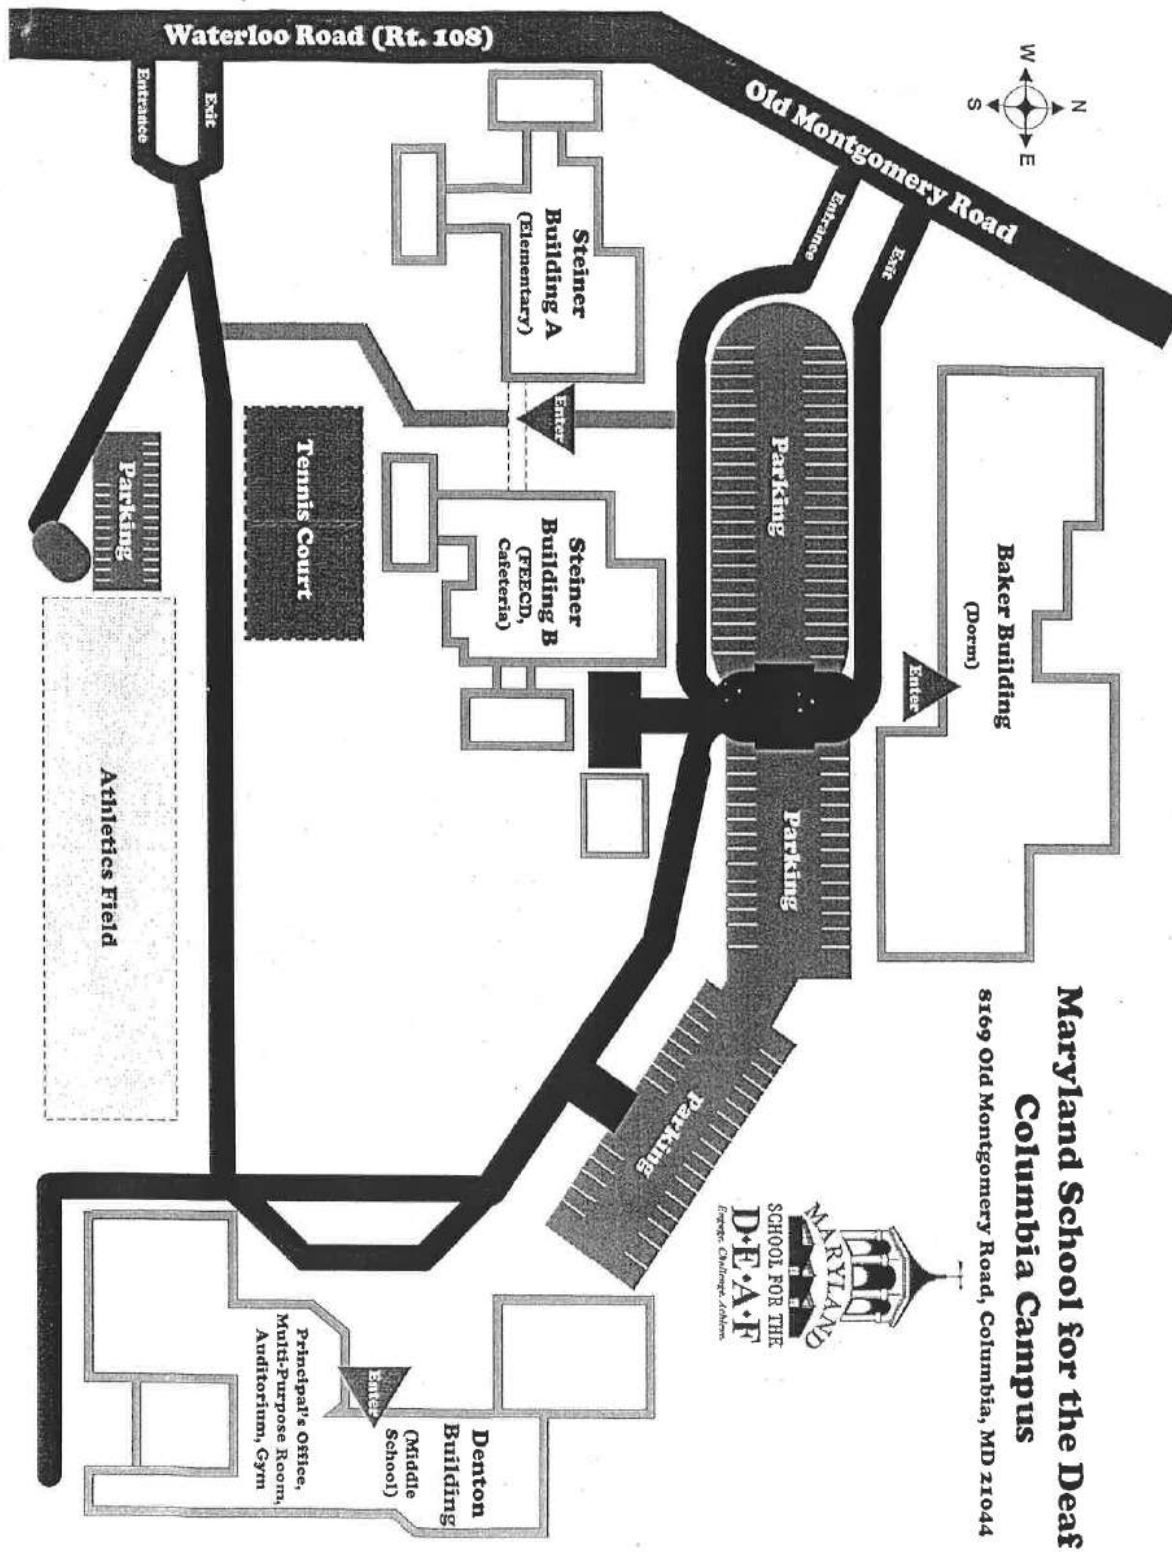 Maryland School for the Deaf
Columbia Campus
8169 Old Montgomery Road, Columbia, MD 21044
MARYLAND
SCHOOL FOR THE
D·E·A·F
Engage. Challenge. Achieve.
N
W
E
S
Waterloo Road (Rt. 108)
Old Montgomery Road
Entrance
Exit
Entrance
Exit
Baker Building
(Dorm)
Enter
Parking
Parking
Parking
Steiner
Building A
(Elementary)
Enter
Steiner
Building B
(FEECD,
Cafeteria)
Tennis Court
Parking
Athletics Field
Denton
Building
(Middle
School)
Enter
Principal's Office,
Multi-Purpose Room,
Auditorium, Gym